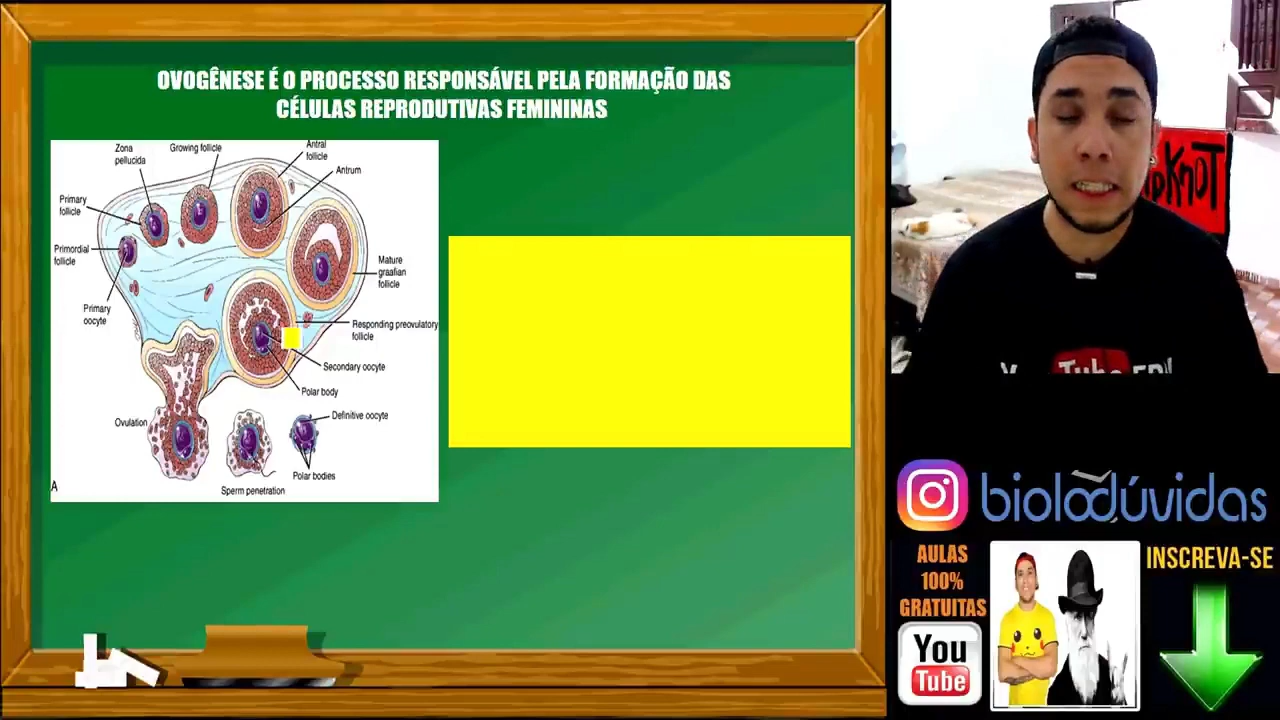 OVOGÊNESE É O PROCESSO RESPONSÁVEL PELA FORMAÇÃO DAS
CÉLULAS REPRODUTIVAS FEMININAS
Zona
pellucida
Growing follicle
Antral
follicle
Antrum
Primary
follicle
Primordial
follicle
Primary
oocyte
Mature
graafian
follicle
Responding preovulatory
follicle
Secondary oocyte
Polar body
Ovulation
Definitive oocyte
Polar bodies
Sperm penetration
A
KNOT
YouTube
biolodúvidas
AULAS
100%
GRATUITAS
You
Tube
INSCREVA-SE